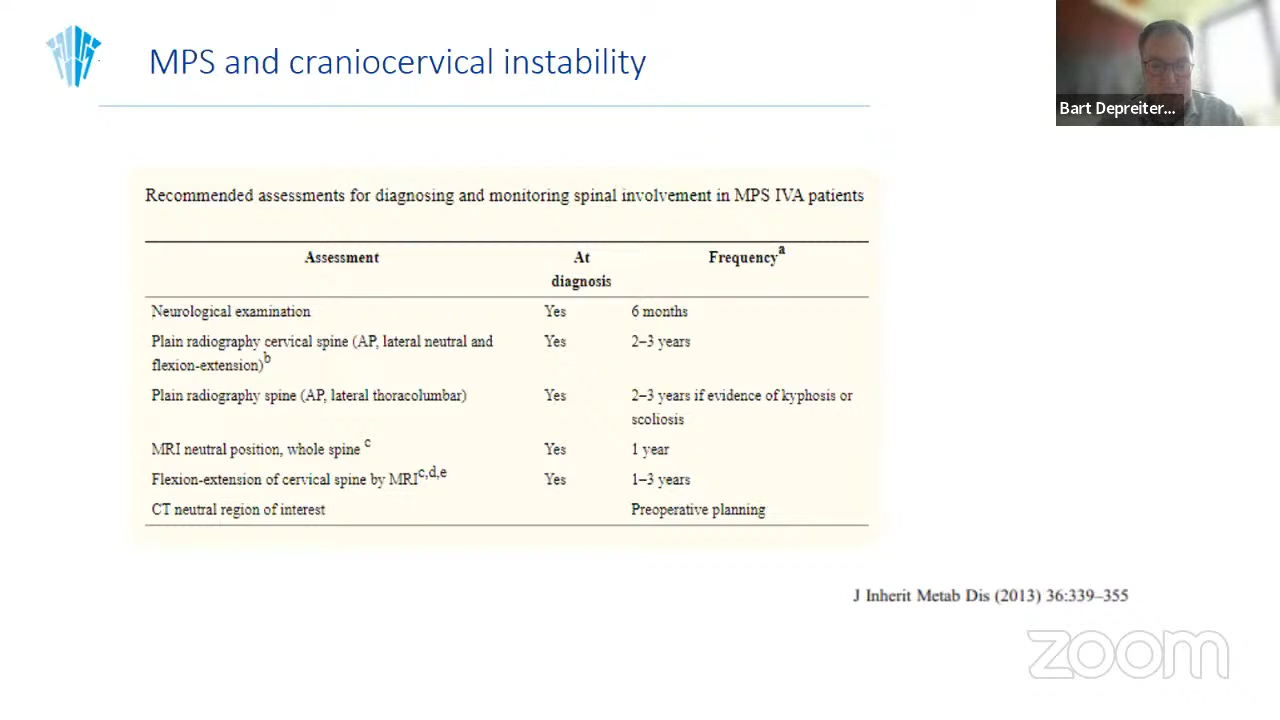 MPS and craniocervical instability
Bart Depreiter...
Recommended assessments for diagnosing and monitoring spinal involvement in MPS IVA patients
Assessment At diagnosis Frequency a
Neurological examination Yes 6 months
Plain radiography cervical spine (AP, lateral neutral and Yes 2–3 years
flexion-extension) b
Plain radiography spine (AP, lateral thoracolumbar) Yes 2–3 years if evidence of kyphosis or
scoliosis
MRI neutral position, whole spine c Yes 1 year
Flexion-extension of cervical spine by MRI c,d,e Yes 1–3 years
CT neutral region of interest Preoperative planning
J Inherit Metab Dis (2013) 36:339–355
zoom